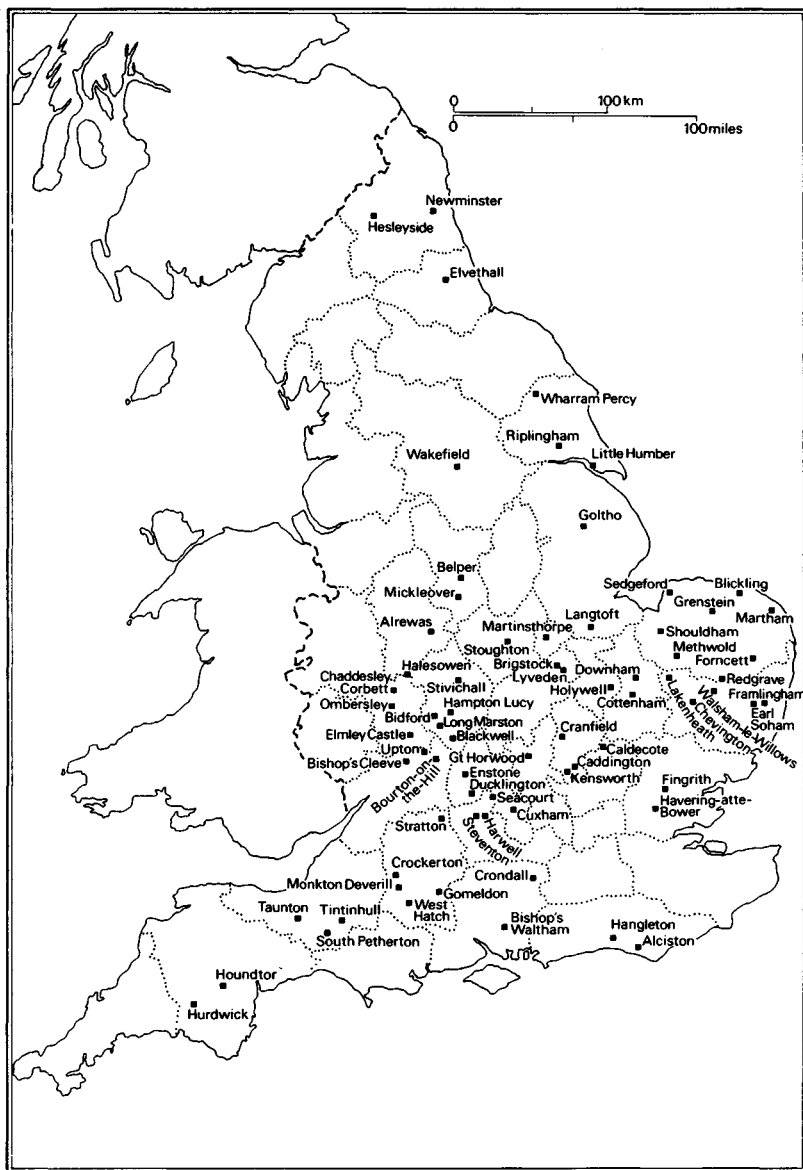 0 100 km
0 100 miles
Newminster
Hesleyside
Elvethall
Wharram Percy
Riplingham
Wakefield
Little Humber
Goltho
Belper
Mickleover
Sedgeford
Blickling
Grenstein
Martham
Alrewas
Martinsthorpe
Langtoft
Shouldham
Stoughton
Methwold
Forncett
Brigstock
Lyveden
Downham
Redgrave
Halesowen
Chaddesley
Corbett
Stivichall
Holywell
Cottenham
Lakenheath
Chevington
Walsham-le-Willows
Framlingham
Earl
Soham
Ombersley
Hampton Lucy
Bidford
Long Marston
Elmley Castle
Blackwell
Cranfield
Upton
Caldecote
Bishop's Cleeve
Bourton-on-
the-Hill
Gt Horwood
Caddington
Kensworth
Enstone
Ducklington
Seacourt
Fingrith
Havering-atte-
Bower
Cuxham
Stratton
Steventon
Harwell
Crockerton
Crondall
Monkton Deverill
Gomeldon
West
Hatch
Taunton
Tintinhull
South Petherton
Bishop's
Waltham
Hangleton
Alciston
Houndtor
Hurdwick